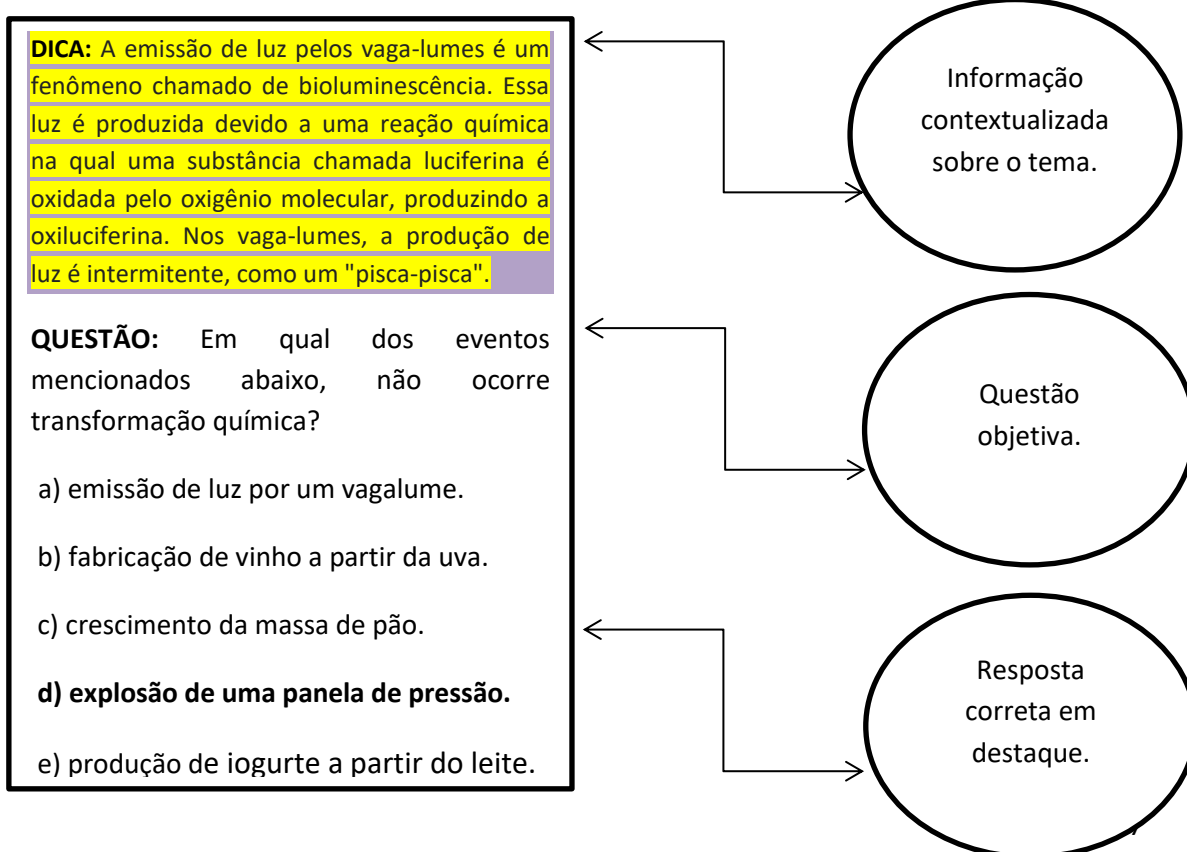 DICA: A emissão de luz pelos vaga-lumes é um
fenômeno chamado de bioluminescência. Essa
luz é produzida devido a uma reação química
na qual uma substância chamada luciferina é
oxidada pelo oxigênio molecular, produzindo a
oxiluciferina. Nos vaga-lumes, a produção de
luz é intermitente, como um "pisca-pisca".
QUESTÃO: Em qual dos eventos
mencionados abaixo, não ocorre
transformação química?
a) emissão de luz por um vagalume.
b) fabricação de vinho a partir da uva.
c) crescimento da massa de pão.
d) explosão de uma panela de pressão.
e) produção de iogurte a partir do leite.
Informação
contextualizada
sobre o tema.
Questão
objetiva.
Resposta
correta em
destaque.